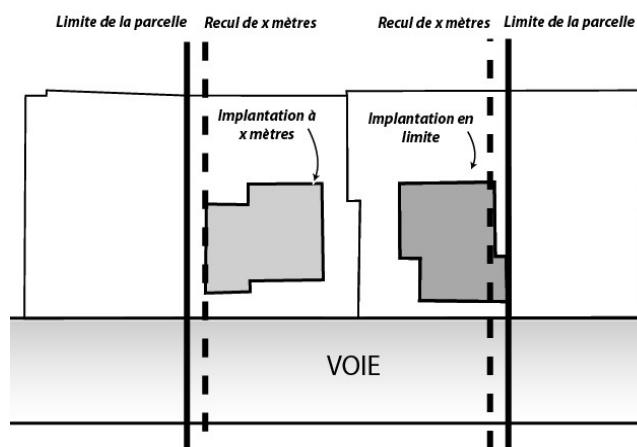 Limite de la parcelle
Recul de x mètres
Recul de x mètres
Limite de la parcelle
Implantation à
x mètres
Implantation en
limite
VOIE